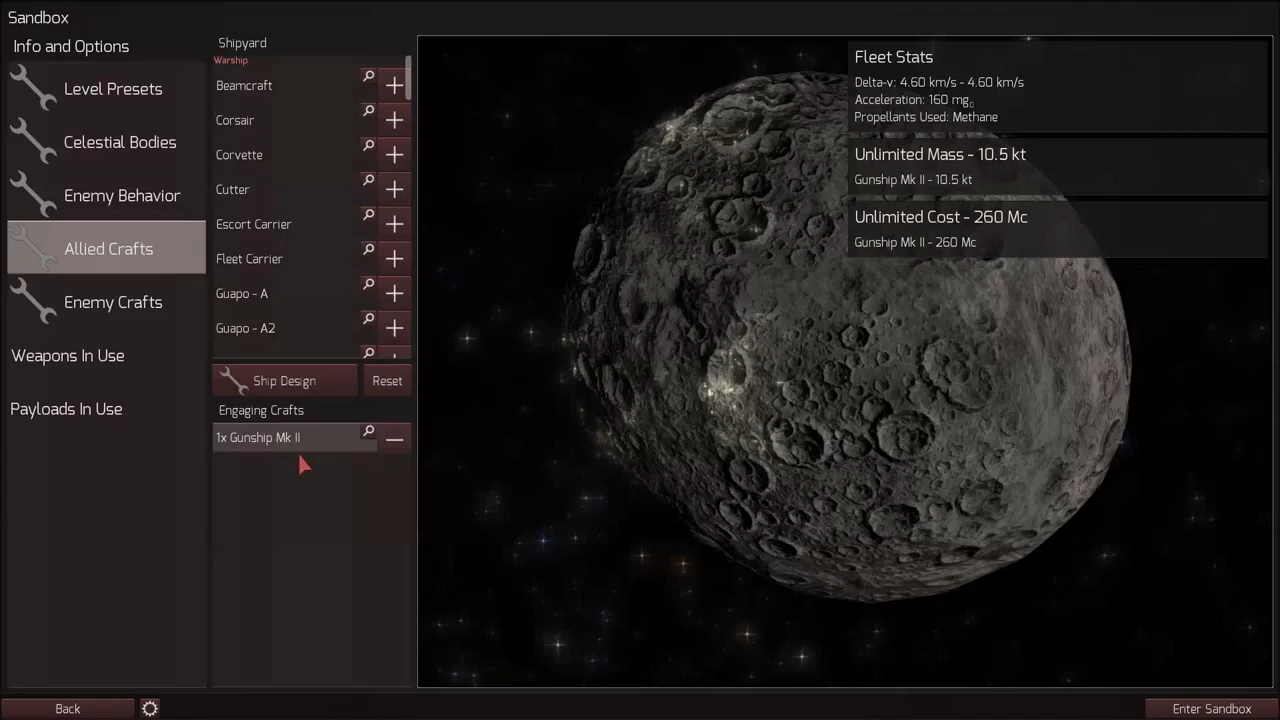 Sandbox
Info and Options
Level Presets
Celestial Bodies
Enemy Behavior
Allied Crafts
Enemy Crafts
Weapons In Use
Payloads In Use
Shipyard
Warship
Beamcraft
Corsair
Corvette
Cutter
Escort Carrier
Fleet Carrier
Guapo - A
Guapo - A2
Ship Design
Reset
Engaging Crafts
1x Gunship Mk II
Fleet Stats
Delta-v: 4.60 km/s - 4.60 km/s
Acceleration: 160 mg₀
Propellants Used: Methane
Unlimited Mass - 10.5 kt
Gunship Mk II - 10.5 kt
Unlimited Cost - 260 Mc
Gunship Mk II - 260 Mc
Back
Enter Sandbox